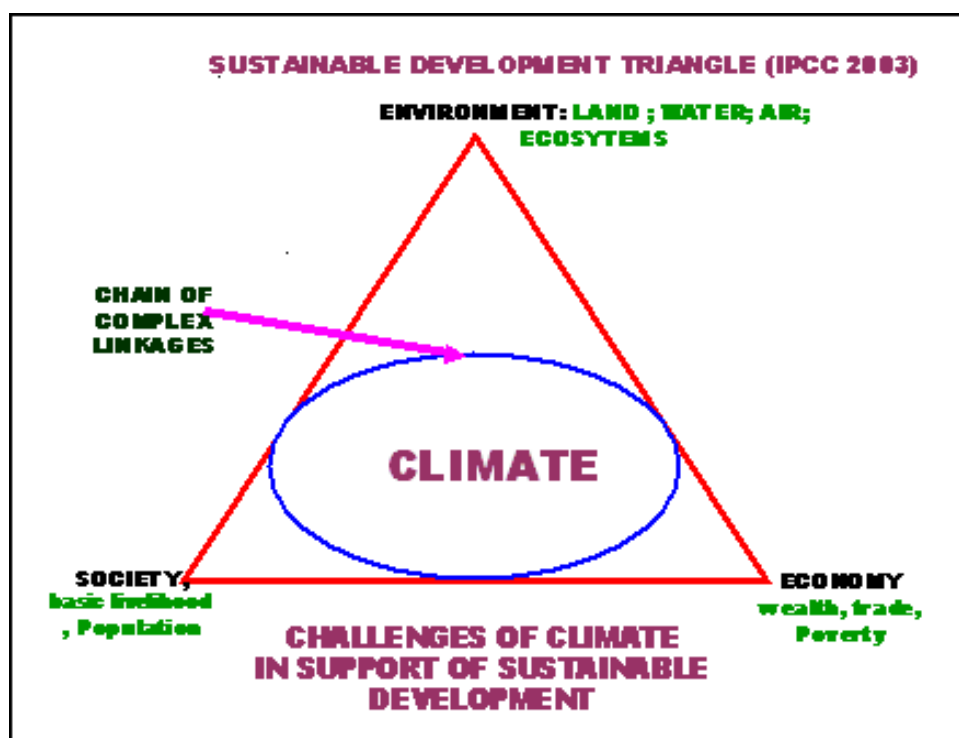 SUSTAINABLE DEVELOPMENT TRIANGLE (IPCC 2003)
ENVIRONMENT: LAND ; WATER; AIR;
ECOSYTEMS
CHAIN OF
COMPLEX
LINKAGES
CLIMATE
SOCIETY,
basic livelihood
, Population
ECONOMY
wealth, trade,
Poverty
CHALLENGES OF CLIMATE
IN SUPPORT OF SUSTAINABLE
DEVELOPMENT